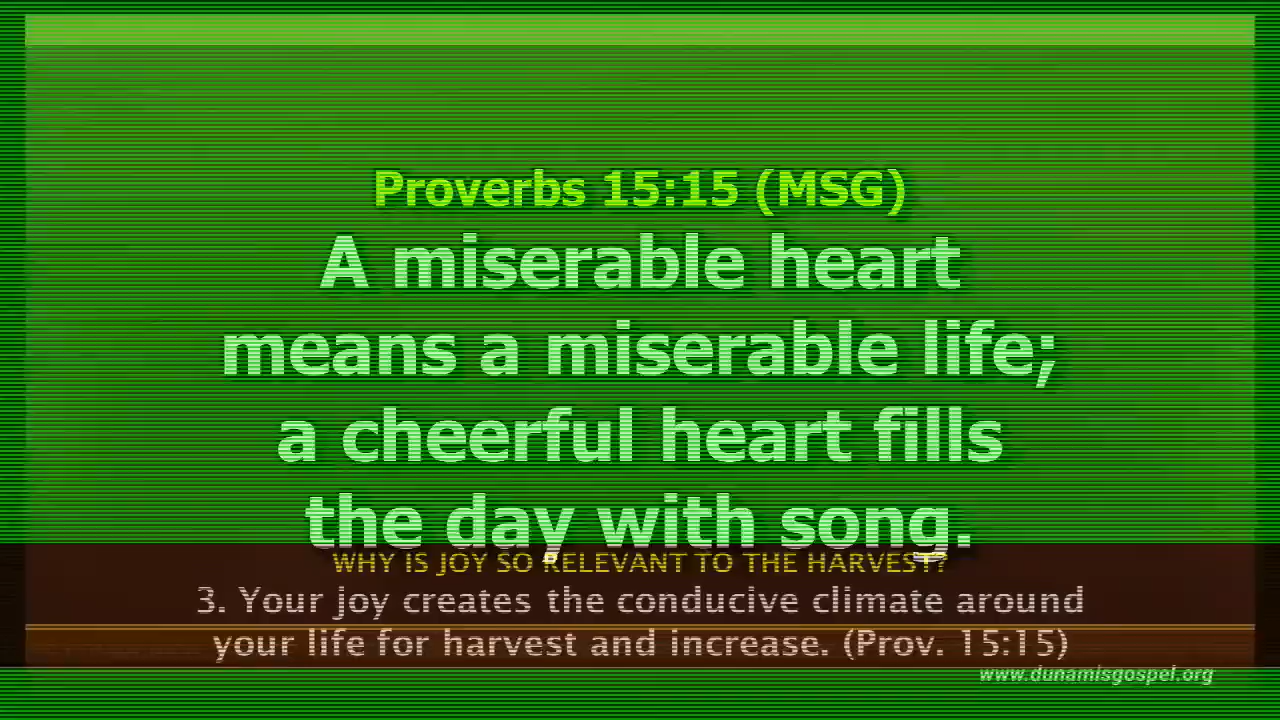 Proverbs 15:15 (MSG)
A miserable heart
means a miserable life;
a cheerful heart fills
the day with song.
WHY IS JOY SO RELEVANT TO THE HARVEST?
3. Your joy creates the conducive climate around
your life for harvest and increase. (Prov. 15:15)
www.dunamisgospel.org